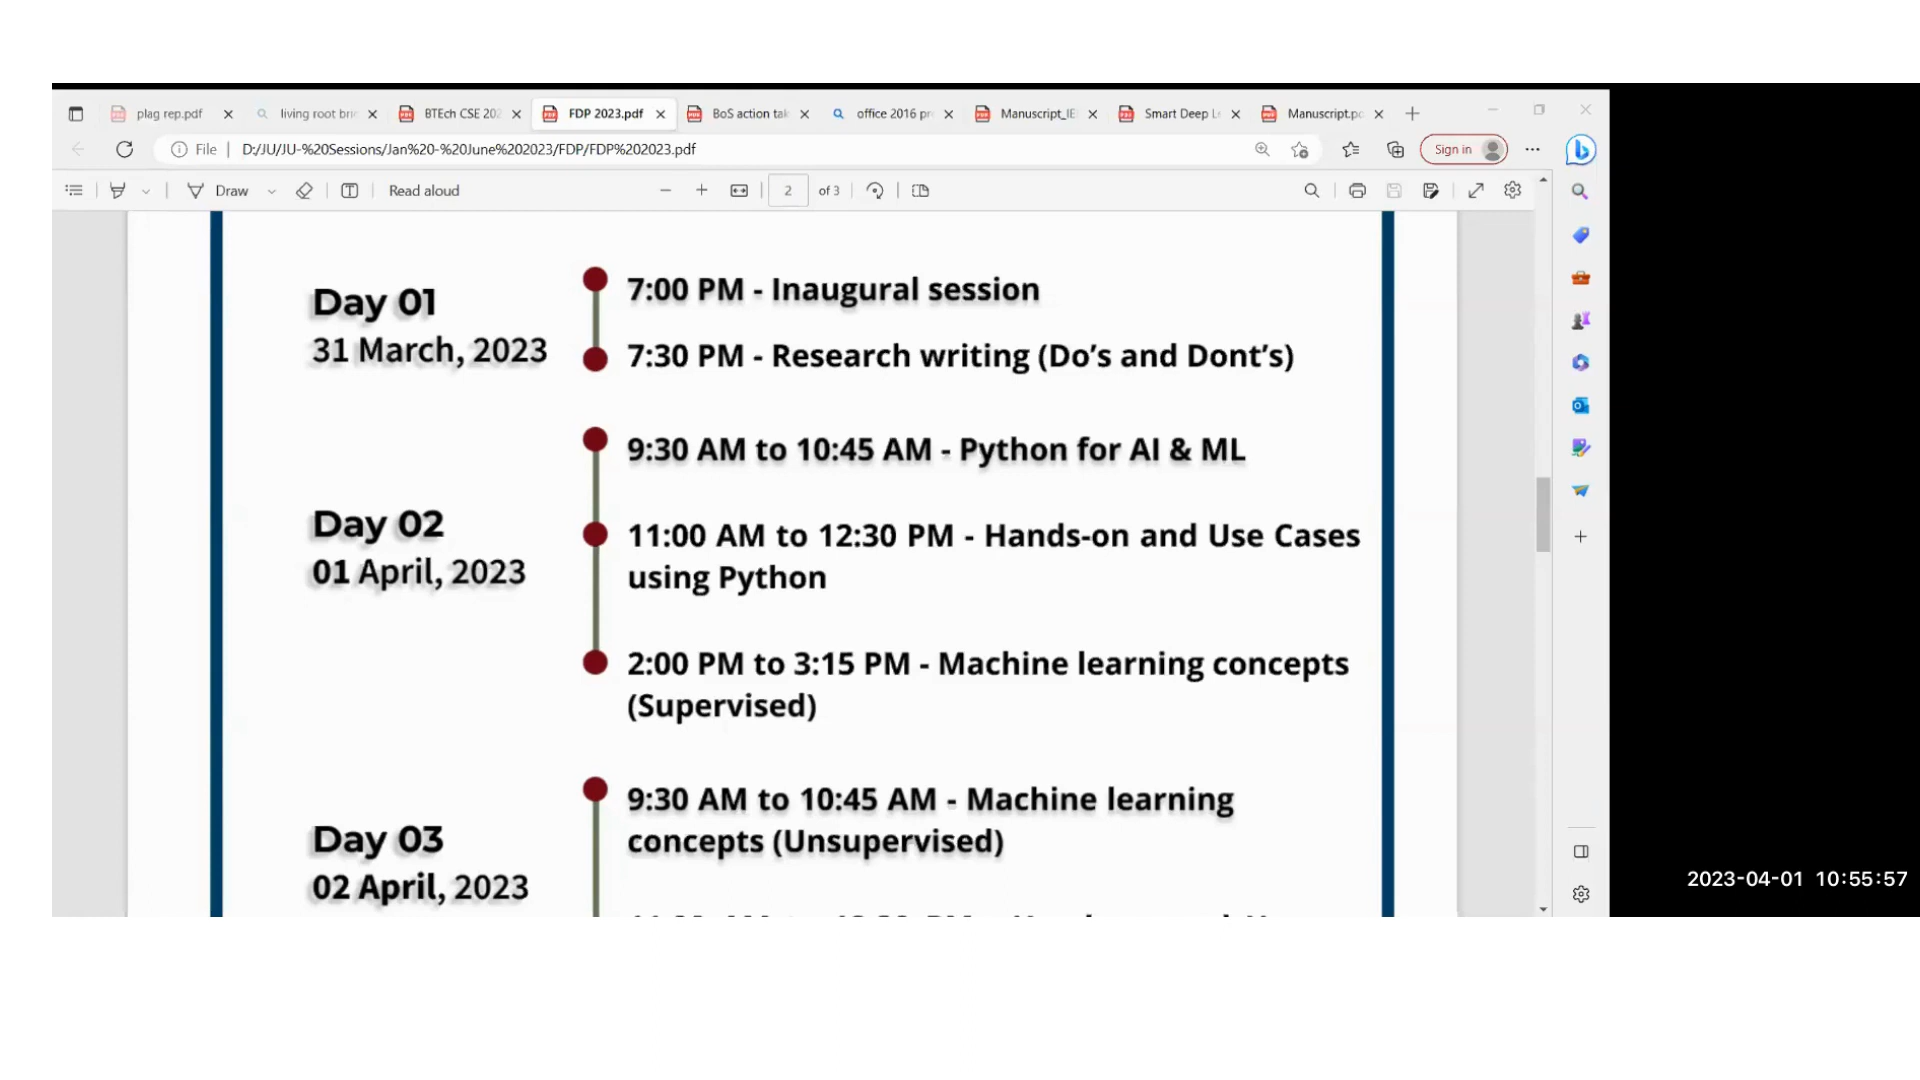 plag rep.pdf living root bri BTEch CSE 202 FDP 2023.pdf BoS action tak office 2016 pr Manuscript_IE Smart Deep L Manuscript.p
File D:/JU/JU-%20Sessions/Jan%20-%20June%202023/FDP/FDP%202023.pdf Sign in
Draw Read aloud 2 of 3
7:00 PM - Inaugural session
Day 01
31 March, 2023
7:30 PM - Research writing (Do’s and Dont’s)
9:30 AM to 10:45 AM - Python for AI & ML
Day 02
01 April, 2023
11:00 AM to 12:30 PM - Hands-on and Use Cases
using Python
2:00 PM to 3:15 PM - Machine learning concepts
(Supervised)
9:30 AM to 10:45 AM - Machine learning
concepts (Unsupervised)
Day 03
02 April, 2023
2023-04-01 10:55:57